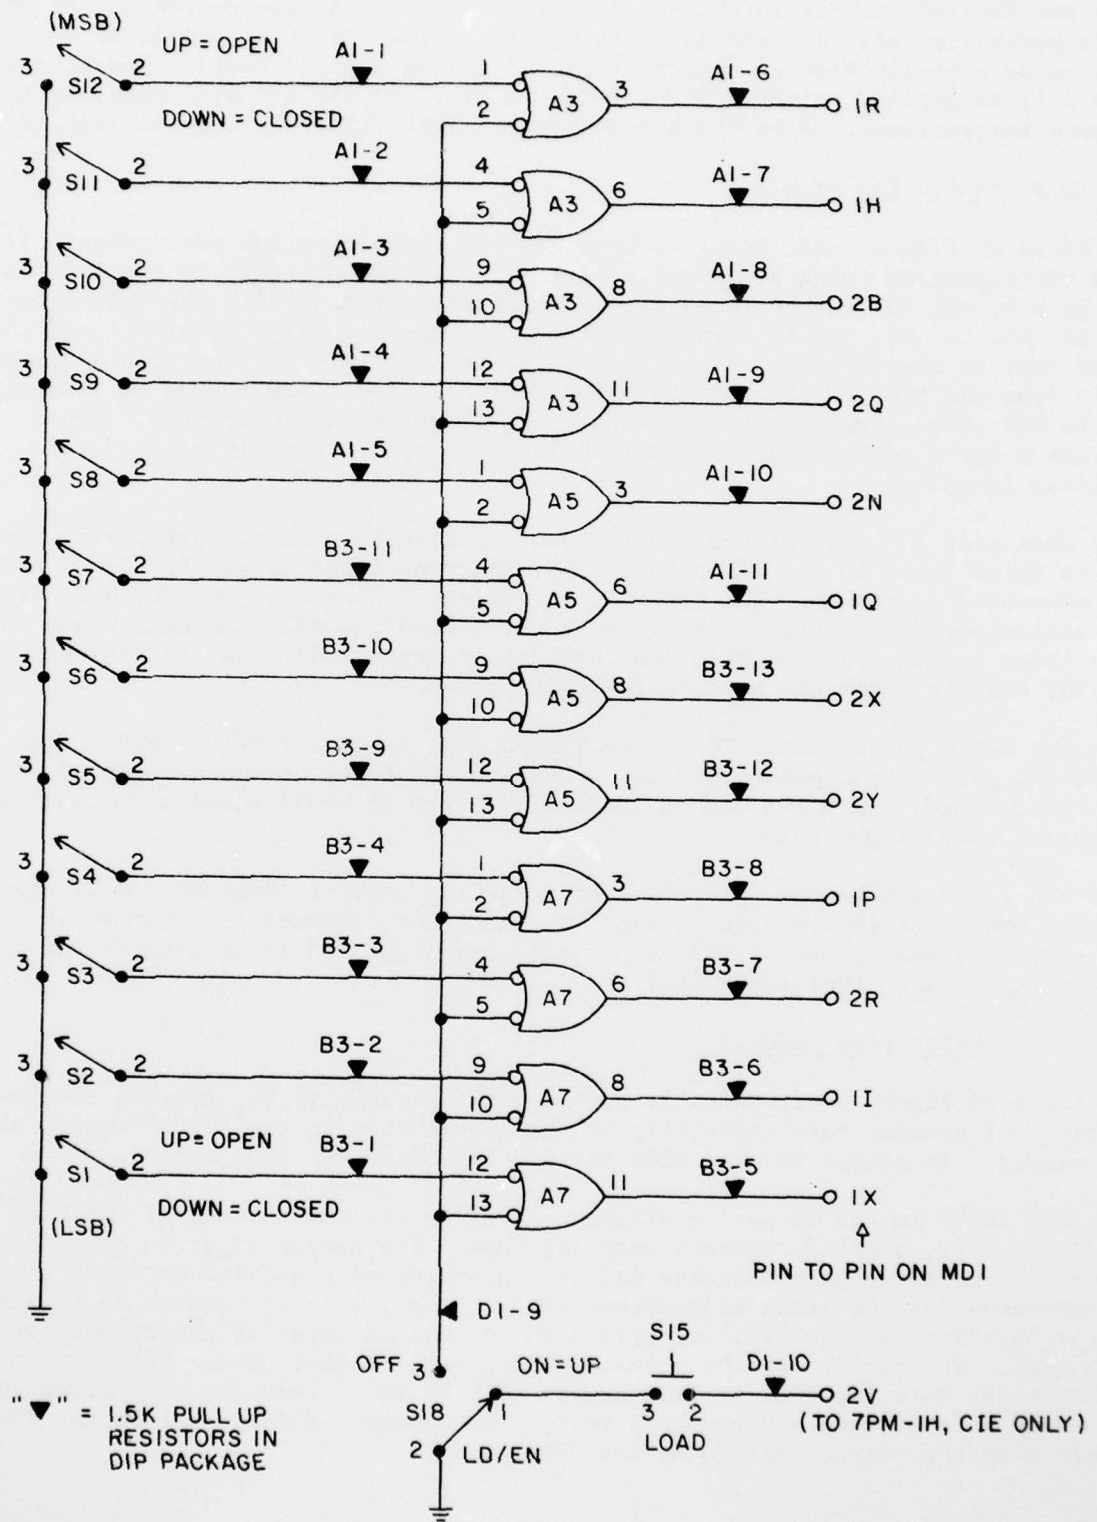 (MSB)
UP = OPEN
3 S12 2 A1-1 1 A3 3 A1-6 1R
2
DOWN = CLOSED
3 S11 2 A1-2 4 A3 6 A1-7 1H
5
3 S10 2 A1-3 9 A3 8 A1-8 2B
10
3 S9 2 A1-4 12 A3 11 A1-9 2Q
13
3 S8 2 A1-5 1 A5 3 A1-10 2N
2
3 S7 2 B3-11 4 A5 6 A1-11 1Q
5
3 S6 2 B3-10 9 A5 8 B3-13 2X
10
3 S5 2 B3-9 12 A5 11 B3-12 2Y
13
3 S4 2 B3-4 1 A7 3 B3-8 1P
2
3 S3 2 B3-3 4 A7 6 B3-7 2R
5
3 S2 2 B3-2 9 A7 8 B3-6 1I
10
UP = OPEN
S1 2 B3-1 12 A7 11 B3-5 1X
13
DOWN = CLOSED
(LSB)
PIN TO PIN ON MD1
D1-9
OFF 3 ON = UP S15 D1-10
S18 1 3 2 2V
2 LD/EN LOAD (TO 7PM-1H, CIE ONLY)
"▼" = 1.5K PULL UP
RESISTORS IN
DIP PACKAGE